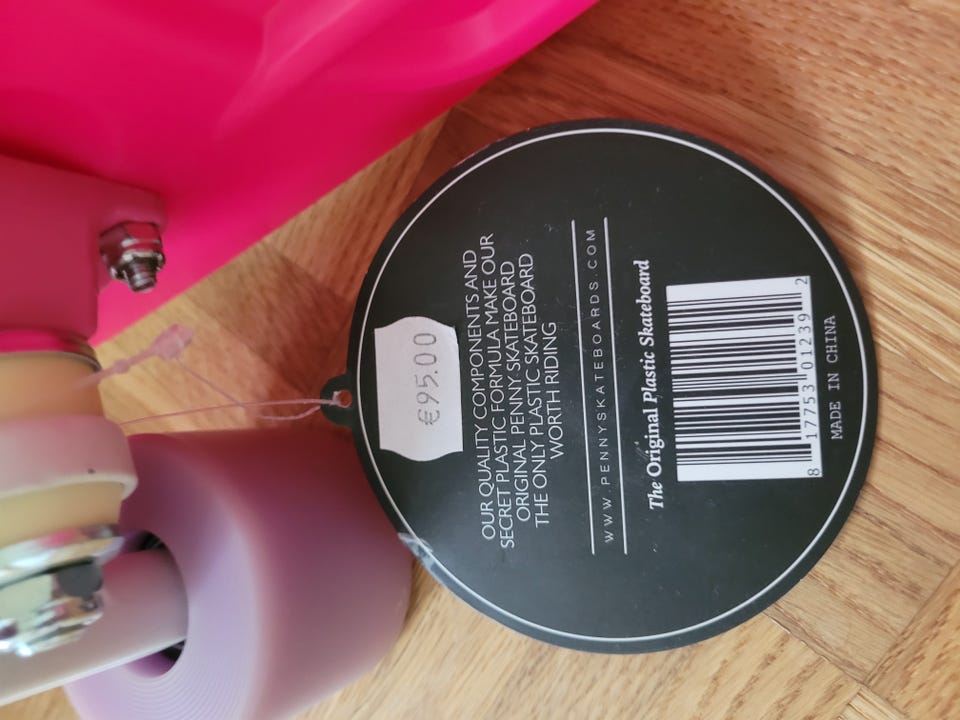 €95.00
OUR QUALITY COMPONENTS AND
SECRET PLASTIC FORMULA MAKE OUR
ORIGINAL PENNY SKATEBOARD
THE ONLY PLASTIC SKATEBOARD
WORTH RIDING
WWW.PENNYSKATEBOARDS.COM
The Original Plastic Skateboard
8 17753 01239 2
MADE IN CHINA